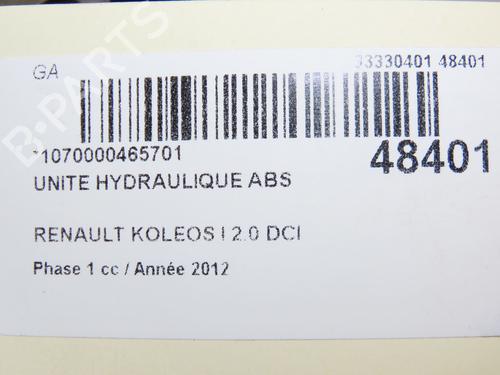 GA
33330401 48401
*1070000465701
48401
UNITE HYDRAULIQUE ABS
RENAULT KOLEOS I 2.0 DCI
Phase 1 cc / Année 2012
B-PARTS